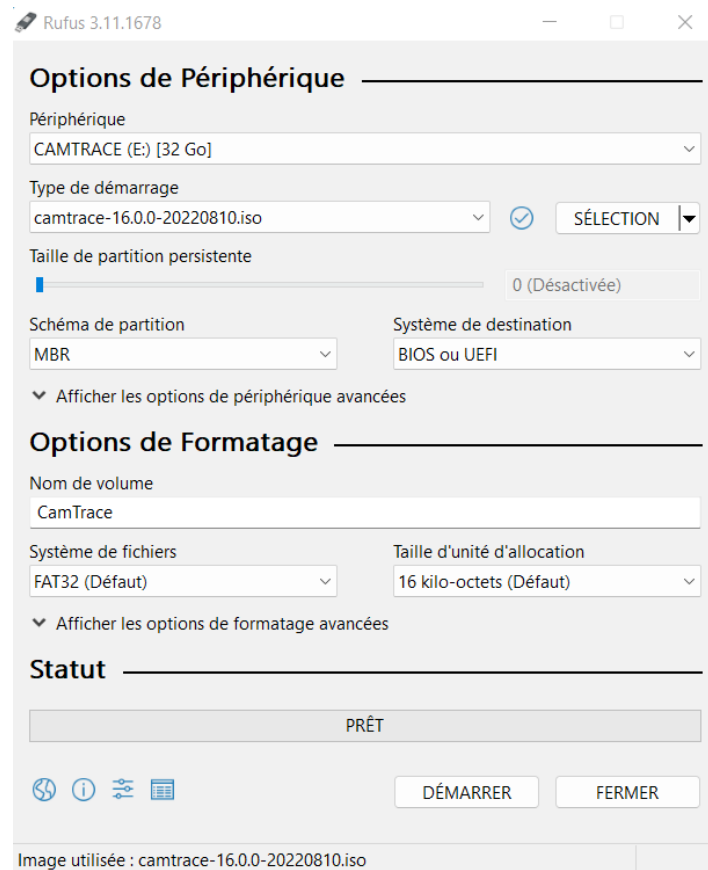 Rufus 3.11.1678
Options de Périphérique
Périphérique
CAMTRACE (E:) [32 Go]
Type de démarrage
camtrace-16.0.0-20220810.iso
SÉLECTION
Taille de partition persistente
0 (Désactivée)
Schéma de partition Système de destination
MBR BIOS ou UEFI
Afficher les options de périphérique avancées
Options de Formatage
Nom de volume
CamTrace
Système de fichiers Taille d'unité d'allocation
FAT32 (Défaut) 16 kilo-octets (Défaut)
Afficher les options de formatage avancées
Statut
PRÊT
DÉMARRER FERMER
Image utilisée : camtrace-16.0.0-20220810.iso